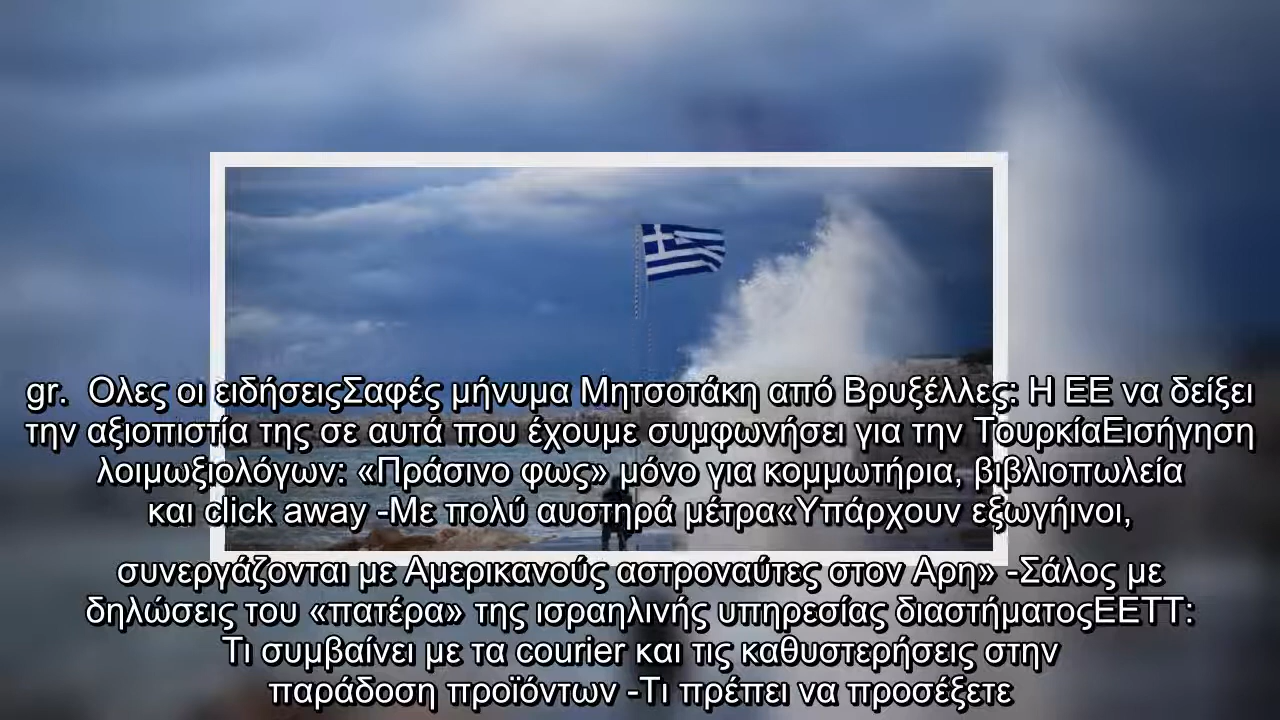 gr.  Ολες οι ειδήσειςΣαφές μήνυμα Μητσοτάκη από Βρυξέλλες: Η ΕΕ να δείξει
την αξιοπιστία της σε αυτά που έχουμε συμφωνήσει για την ΤουρκίαΕισήγηση
λοιμωξιολόγων: «Πράσινο φως» μόνο για κομμωτήρια, βιβλιοπωλεία
και click away -Με πολύ αυστηρά μέτρα«Υπάρχουν εξωγήινοι,
συνεργάζονται με Αμερικανούς αστροναύτες στον Αρη» -Σάλος με
δηλώσεις του «πατέρα» της ισραηλινής υπηρεσίας διαστήματοςΕΕΤΤ:
Τι συμβαίνει με τα courier και τις καθυστερήσεις στην
παράδοση προϊόντων -Τι πρέπει να προσέξετε